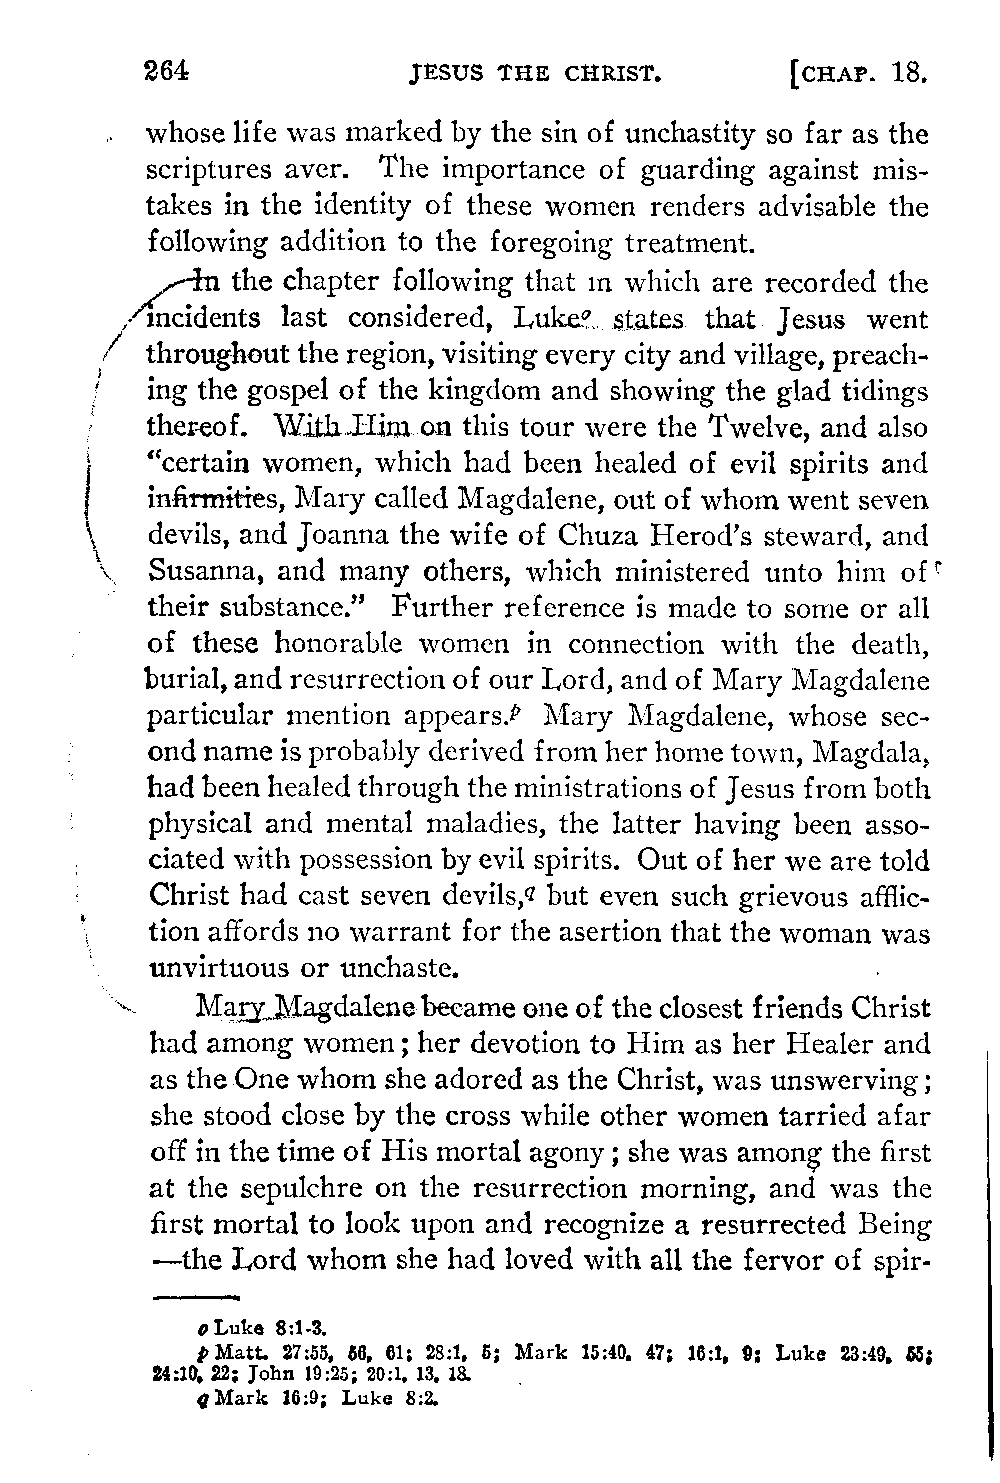 264 JESUS THE CHRIST. [CHAP. 18.
whose life was marked by the sin of unchastity so far as the
scriptures aver. The importance of guarding against mis-
takes in the identity of these women renders advisable the
following addition to the foregoing treatment.
In the chapter following that in which are recorded the
incidents last considered, Luke<sup>o</sup> states that Jesus went
throughout the region, visiting every city and village, preach-
ing the gospel of the kingdom and showing the glad tidings
thereof. With Him on this tour were the Twelve, and also
“certain women, which had been healed of evil spirits and
infirmities, Mary called Magdalene, out of whom went seven
devils, and Joanna the wife of Chuza Herod’s steward, and
Susanna, and many others, which ministered unto him of
their substance.” Further reference is made to some or all
of these honorable women in connection with the death,
burial, and resurrection of our Lord, and of Mary Magdalene
particular mention appears.<sup>p</sup> Mary Magdalene, whose sec-
ond name is probably derived from her home town, Magdala,
had been healed through the ministrations of Jesus from both
physical and mental maladies, the latter having been asso-
ciated with possession by evil spirits. Out of her we are told
Christ had cast seven devils,<sup>q</sup> but even such grievous afflic-
tion affords no warrant for the asertion that the woman was
unvirtuous or unchaste.
Mary Magdalene became one of the closest friends Christ
had among women; her devotion to Him as her Healer and
as the One whom she adored as the Christ, was unswerving;
she stood close by the cross while other women tarried afar
off in the time of His mortal agony; she was among the first
at the sepulchre on the resurrection morning, and was the
first mortal to look upon and recognize a resurrected Being
—the Lord whom she had loved with all the fervor of spir-
o Luke 8:1-3.
p Matt. 27:55, 56, 61; 28:1, 5; Mark 15:40, 47; 16:1, 9; Luke 23:49, 55;
24:10, 22; John 19:25; 20:1, 13, 18.
q Mark 16:9; Luke 8:2.